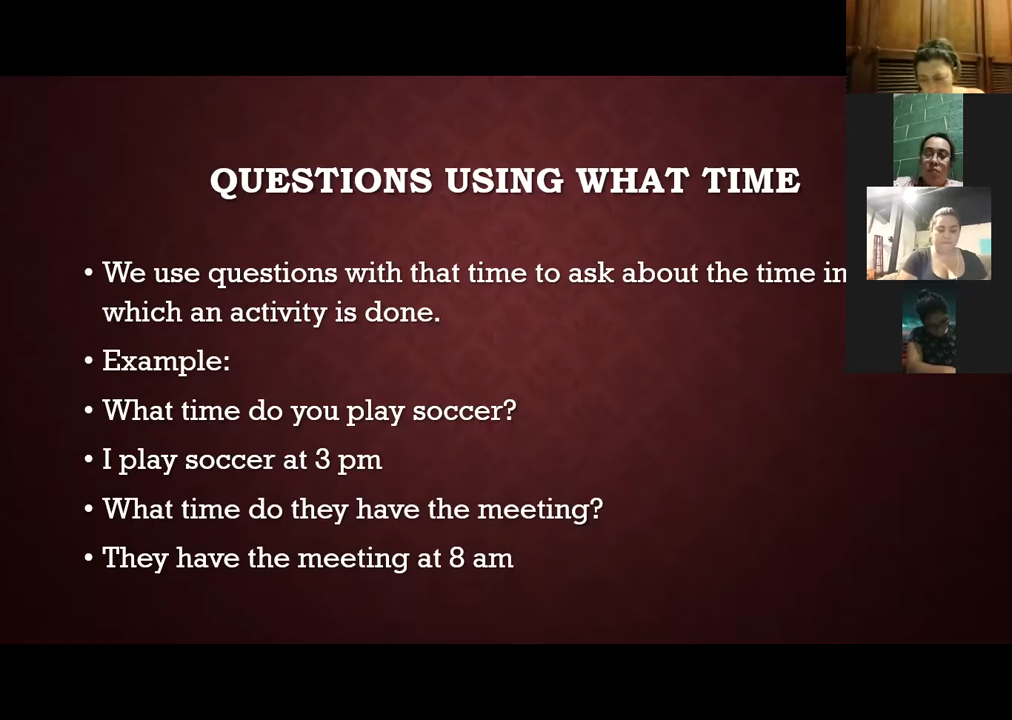 QUESTIONS USING WHAT TIME
• We use questions with that time to ask about the time in
which an activity is done.
• Example:
• What time do you play soccer?
• I play soccer at 3 pm
• What time do they have the meeting?
• They have the meeting at 8 am